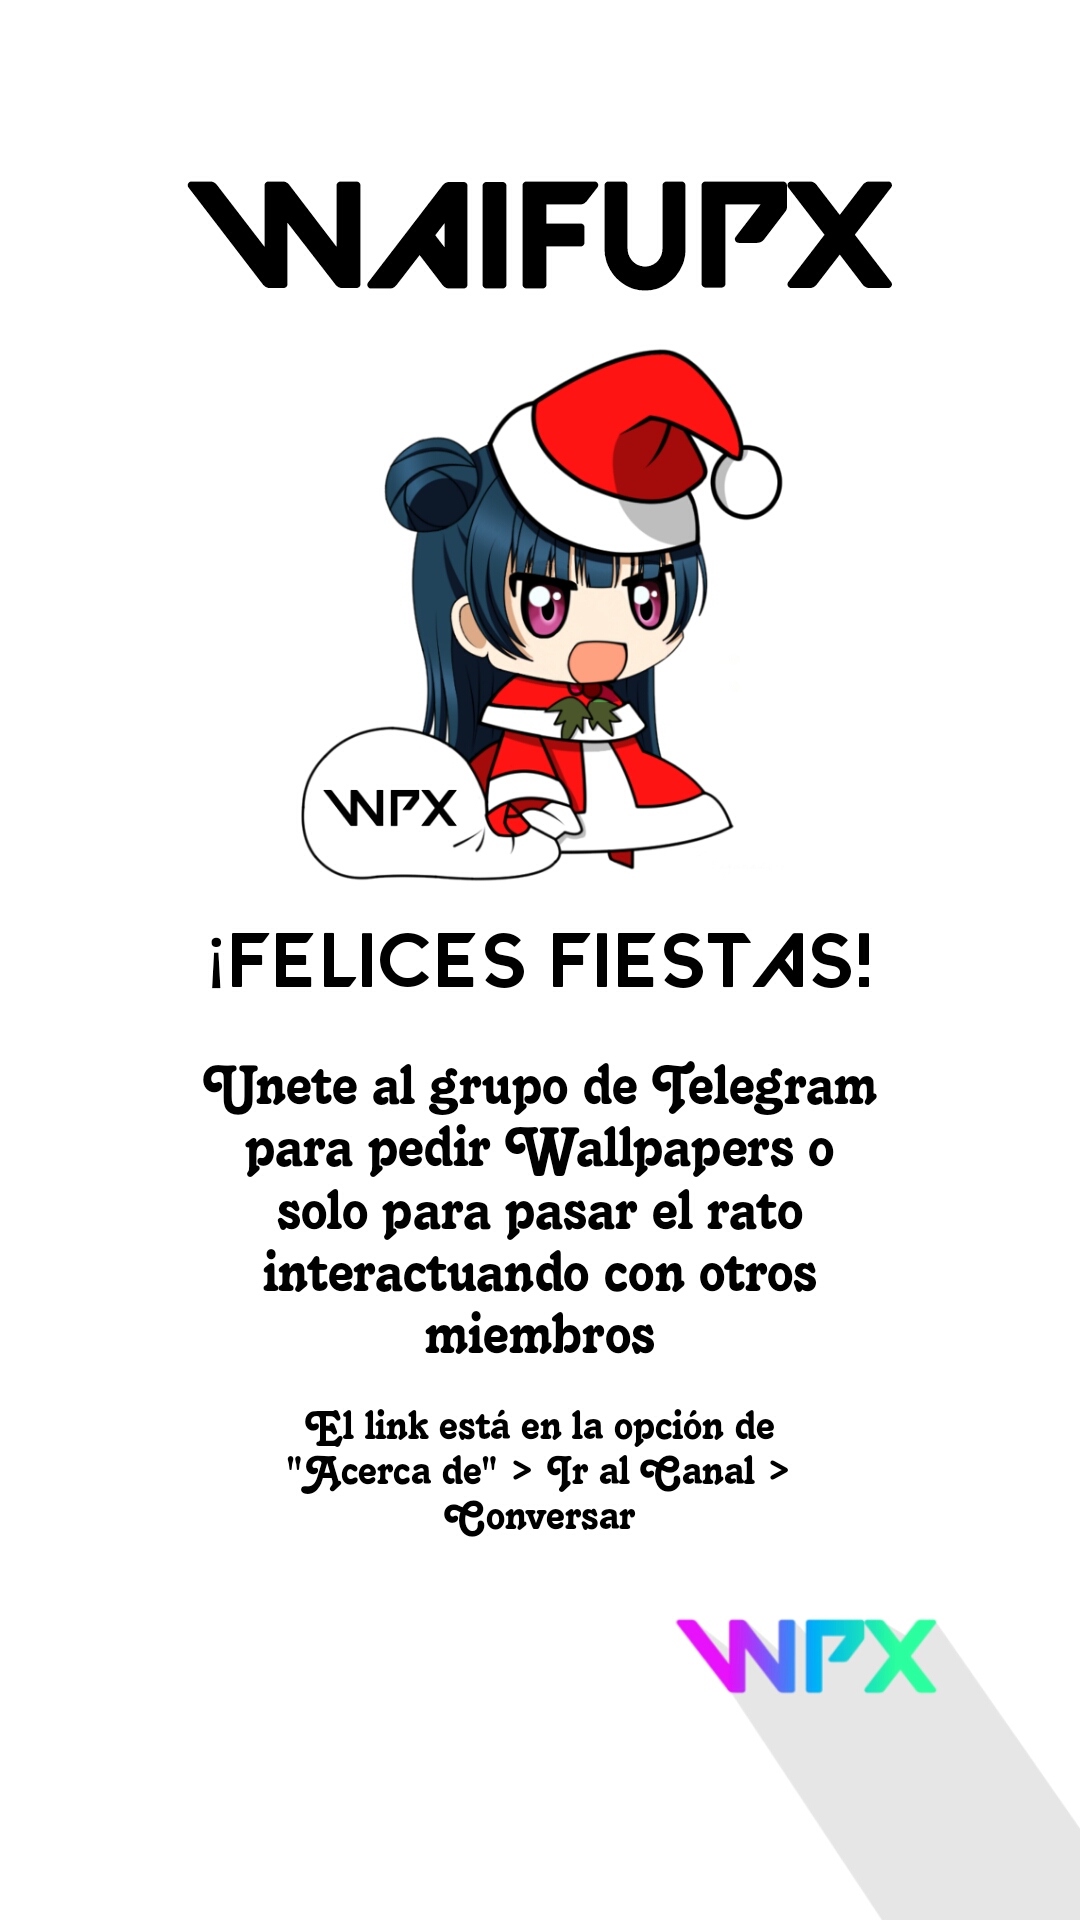 WAIFUPX
WPX
¡FELICES FIESTAS!
Unete al grupo de Telegram
para pedir Wallpapers o
solo para pasar el rato
interactuando con otros
miembros
El link está en la opción de
"Acerca de" > Ir al Canal >
Conversar
WPX